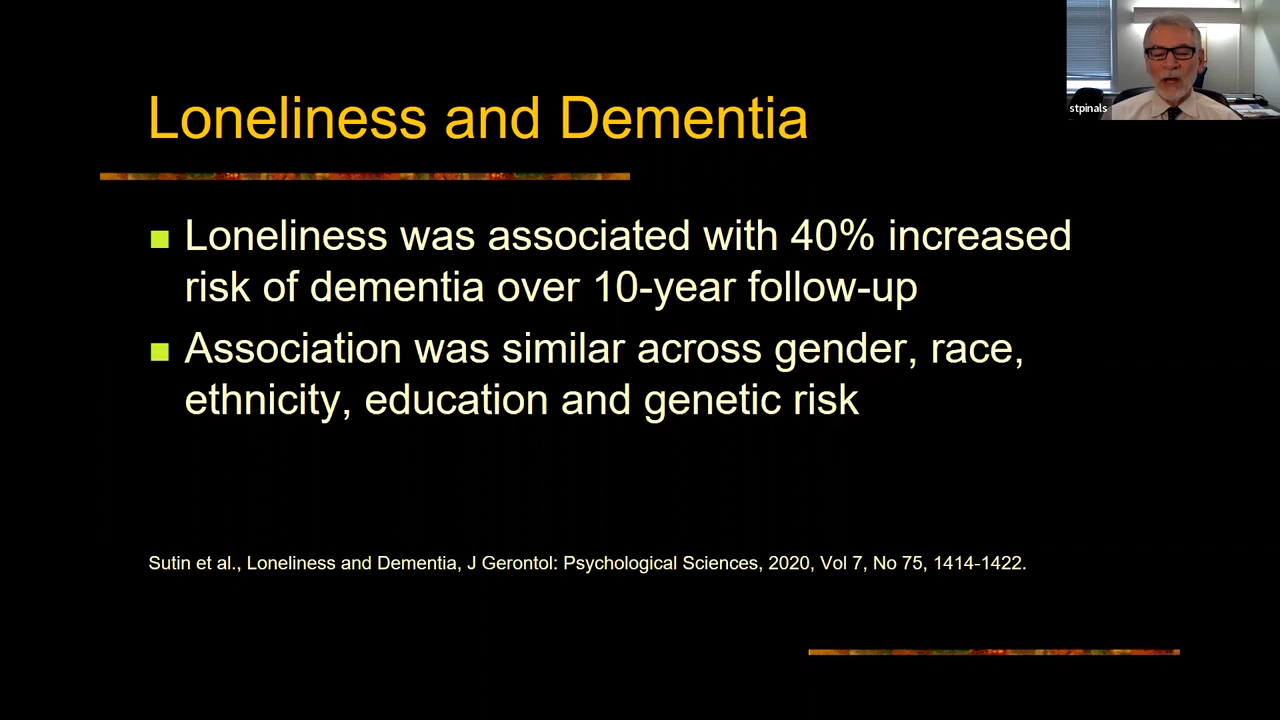 Loneliness and Dementia
stpinals
Loneliness was associated with 40% increased
risk of dementia over 10-year follow-up
Association was similar across gender, race,
ethnicity, education and genetic risk
Sutin et al., Loneliness and Dementia, J Gerontol: Psychological Sciences, 2020, Vol 7, No 75, 1414-1422.